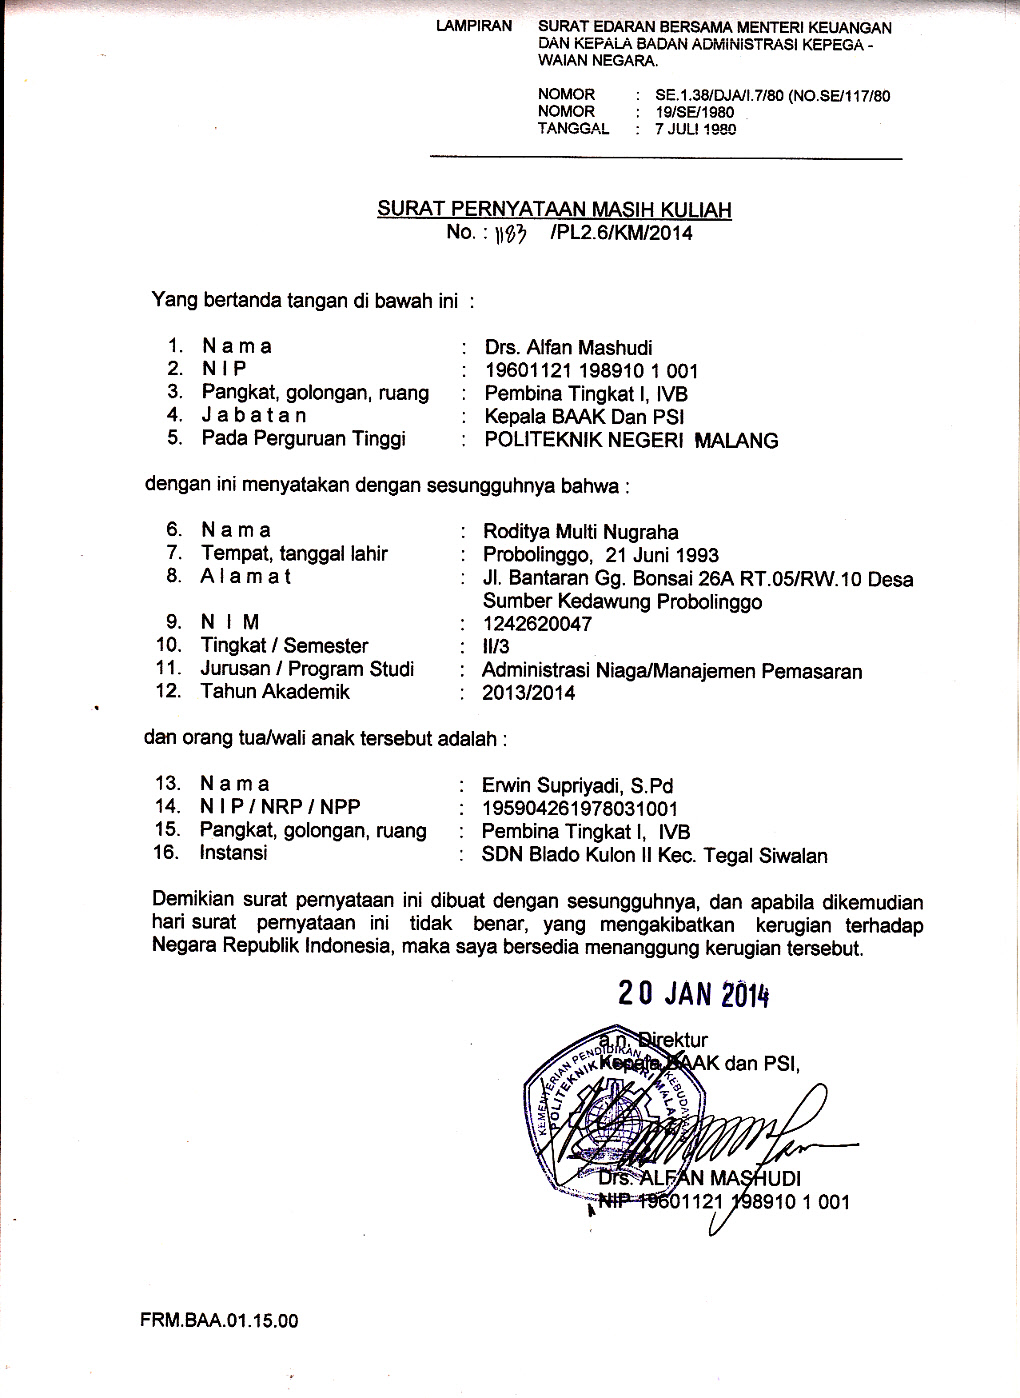 LAMPIRAN SURAT EDARAN BERSAMA MENTERI KEUANGAN
DAN KEPALA BADAN ADMINISTRASI KEPEGA -
WAIAN NEGARA.
NOMOR : SE.1.38/DJA/I.7/80 (NO.SE/117/80
NOMOR : 19/SE/1980
TANGGAL : 7 JULI 1980
SURAT PERNYATAAN MASIH KULIAH
No. : 1183 /PL2.6/KM/2014
Yang bertanda tangan di bawah ini :
1. N a m a : Drs. Alfan Mashudi
2. N I P : 19601121 198910 1 001
3. Pangkat, golongan, ruang : Pembina Tingkat I, IVB
4. J a b a t a n : Kepala BAAK Dan PSI
5. Pada Perguruan Tinggi : POLITEKNIK NEGERI MALANG
dengan ini menyatakan dengan sesungguhnya bahwa :
6. N a m a : Roditya Multi Nugraha
7. Tempat, tanggal lahir : Probolinggo, 21 Juni 1993
8. A l a m a t : Jl. Bantaran Gg. Bonsai 26A RT.05/RW.10 Desa
Sumber Kedawung Probolinggo
9. N I M : 1242620047
10. Tingkat / Semester : II/3
11. Jurusan / Program Studi : Administrasi Niaga/Manajemen Pemasaran
12. Tahun Akademik : 2013/2014
dan orang tua/wali anak tersebut adalah :
13. N a m a : Erwin Supriyadi, S.Pd
14. N I P / NRP / NPP : 195904261978031001
15. Pangkat, golongan, ruang : Pembina Tingkat I, IVB
16. Instansi : SDN Blado Kulon II Kec. Tegal Siwalan
Demikian surat pernyataan ini dibuat dengan sesungguhnya, dan apabila dikemudian
hari surat pernyataan ini tidak benar, yang mengakibatkan kerugian terhadap
Negara Republik Indonesia, maka saya bersedia menanggung kerugian tersebut.
20 JAN 2014
a.n. Direktur
Kepala BAAK dan PSI,
KEMENTERIAN PENDIDIKAN DAN KEBUDAYAAN
POLITEKNIK NEGERI MALANG
Drs. ALFAN MASHUDI
NIP 19601121 198910 1 001
FRM.BAA.01.15.00